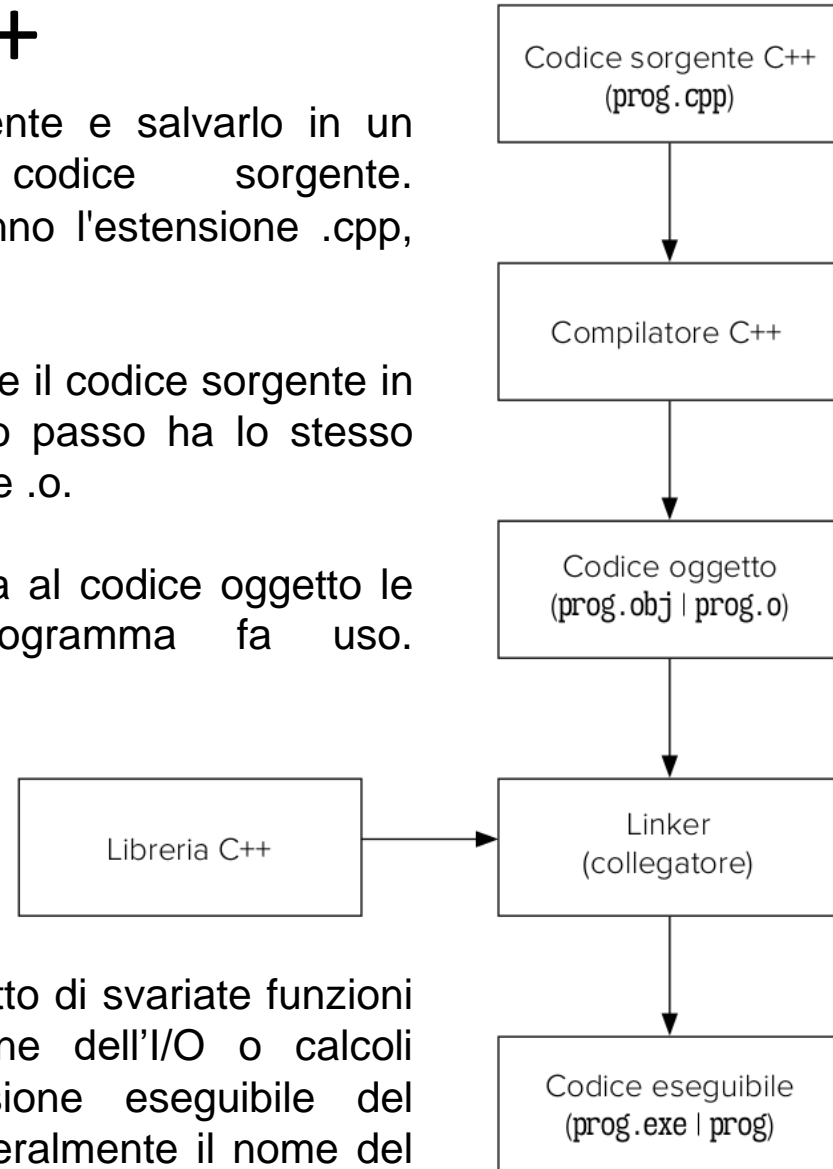 +
ente e salvarlo in un
codice sorgente.
nno l'estensione .cpp,
e il codice sorgente in
o passo ha lo stesso
e .o.
a al codice oggetto le
ogramma fa uso.
tto di svariate funzioni
ne dell’I/O o calcoli
sione eseguibile del
eralmente il nome del
Codice sorgente C++
(prog.cpp)
Compilatore C++
Codice oggetto
(prog.obj | prog.o)
Libreria C++
Linker
(collegatore)
Codice eseguibile
(prog.exe | prog)